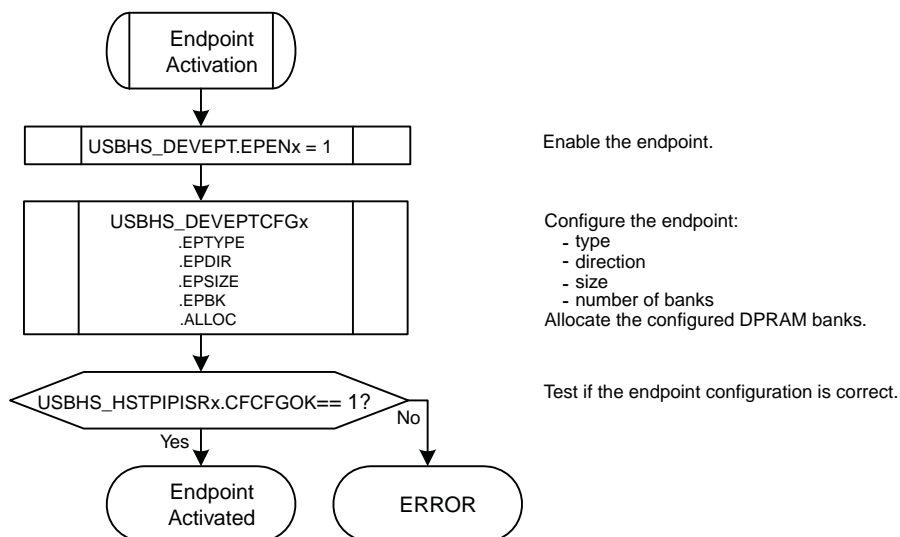 Endpoint
Activation
USBHS_DEVEPT.EPENx = 1
Enable the endpoint.
USBHS_DEVEPTCFGx
.EPTYPE
.EPDIR
.EPSIZE
.EPBK
.ALLOC
Configure the endpoint:
- type
- direction
- size
- number of banks
Allocate the configured DPRAM banks.
USBHS_HSTPIPISRx.CFCFGOK== 1?
Test if the endpoint configuration is correct.
Yes
No
Endpoint
Activated
ERROR